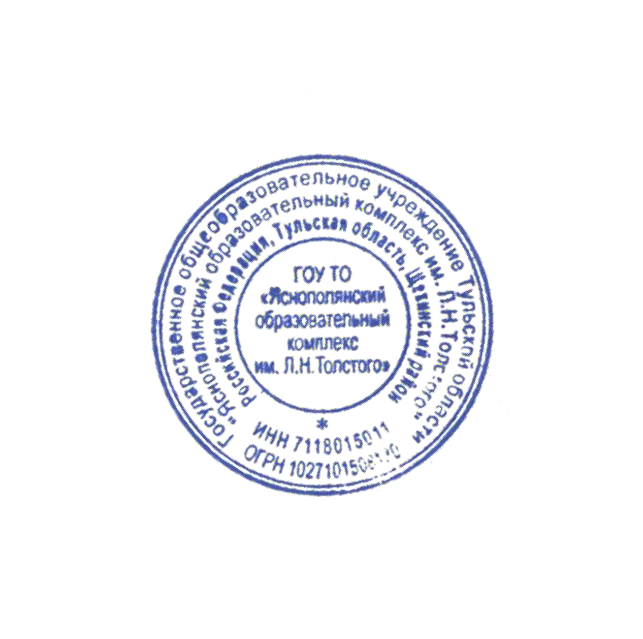 Государственное общеобразовательное учреждение Тульской области
"Яснополянский образовательный комплекс им. Л.Н.Толстого"
Российская Федерация, Тульская область, Щекинский район
ГОУ ТО
«Яснополянский
образовательный
комплекс
им. Л.Н.Толстого»
*
ИНН 7118015011
ОГРН